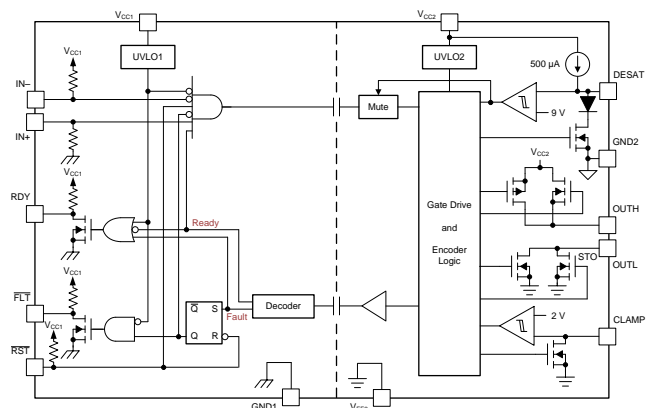 VCC1
VCC2
VCC1
UVLO1
UVLO2
500 µA
IN–
DESAT
Mute
9 V
IN+
GND2
VCC1
VCC2
RDY
Gate Drive
and
Encoder
Logic
Ready
OUTH
VCC1
STO
OUTL
Q S
Decoder
FLT
Fault
2 V
VCC1
Q R
CLAMP
RST
GND1